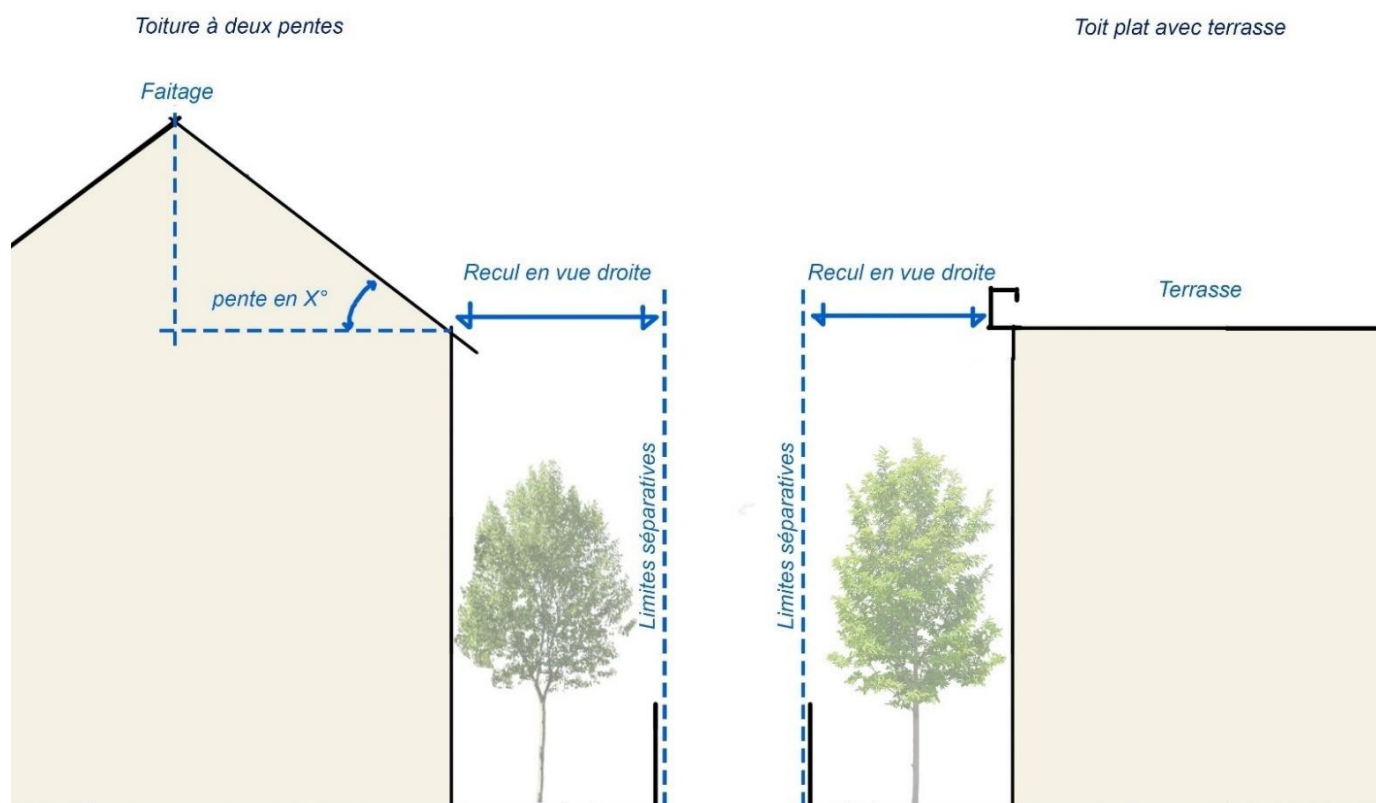 Toiture à deux pentes
Toit plat avec terrasse
Faitage
Recul en vue droite
Recul en vue droite
pente en X°
Terrasse
Limites séparatives
Limites séparatives